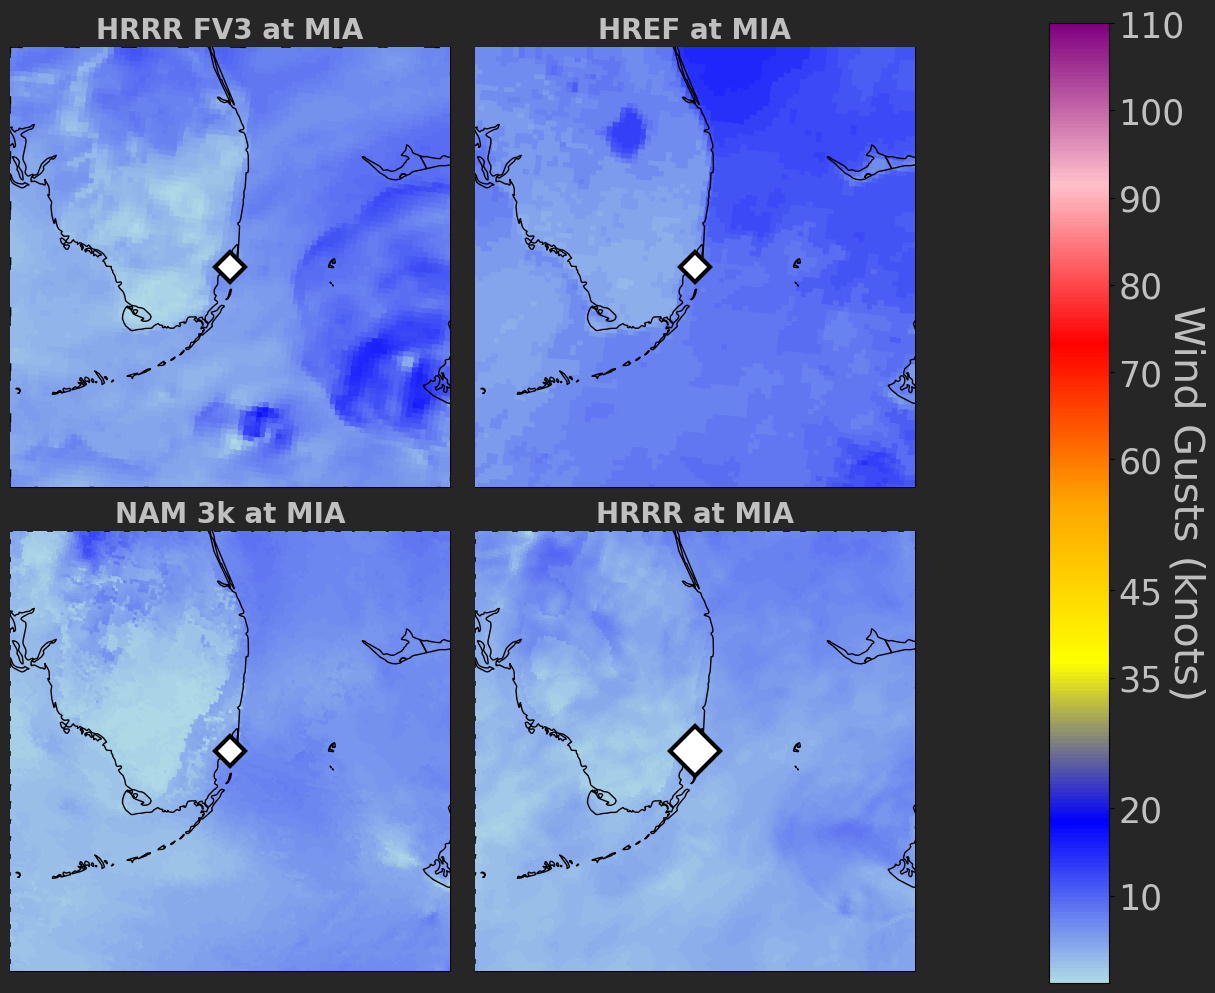 HRRR FV3 at MIA
HREF at MIA
NAM 3k at MIA
HRRR at MIA
110
100
90
80
70
60
45
35
20
10
Wind Gusts (knots)